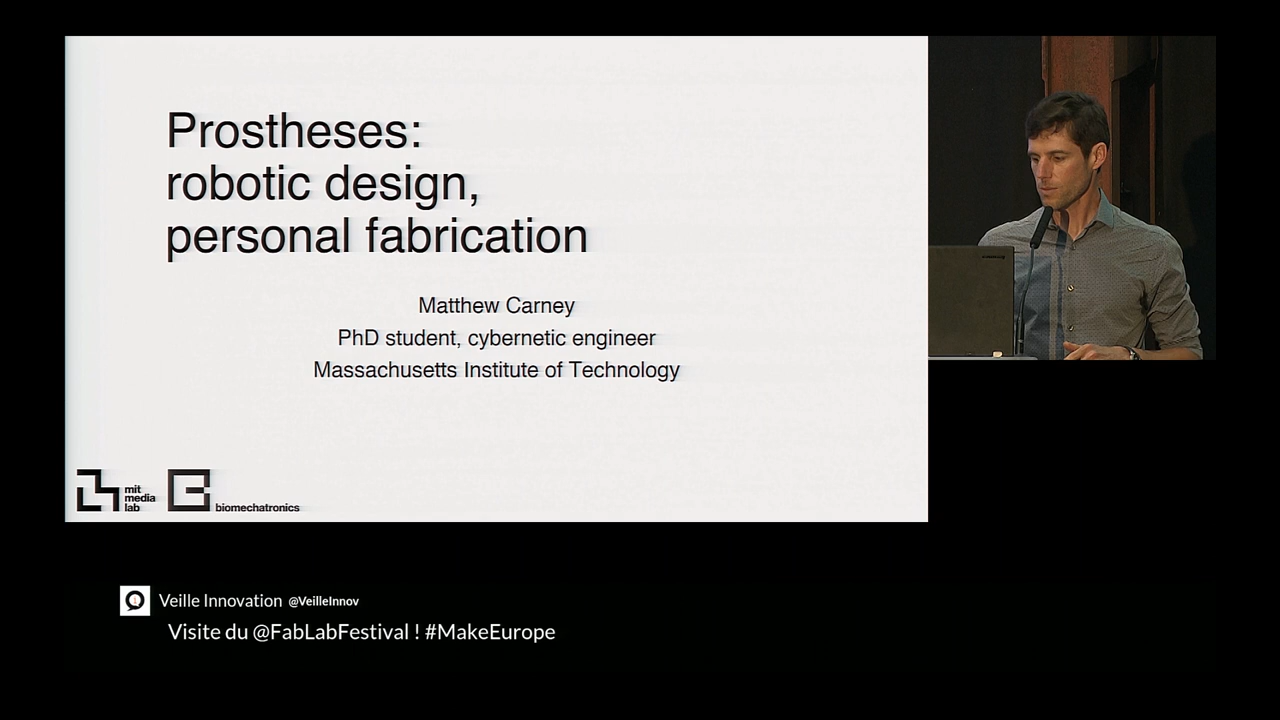 Prostheses:
robotic design,
personal fabrication
Matthew Carney
PhD student, cybernetic engineer
Massachusetts Institute of Technology
mit
media
lab
biomechatronics
Veille Innovation @VeilleInnov
Visite du @FabLabFestival ! #MakeEurope